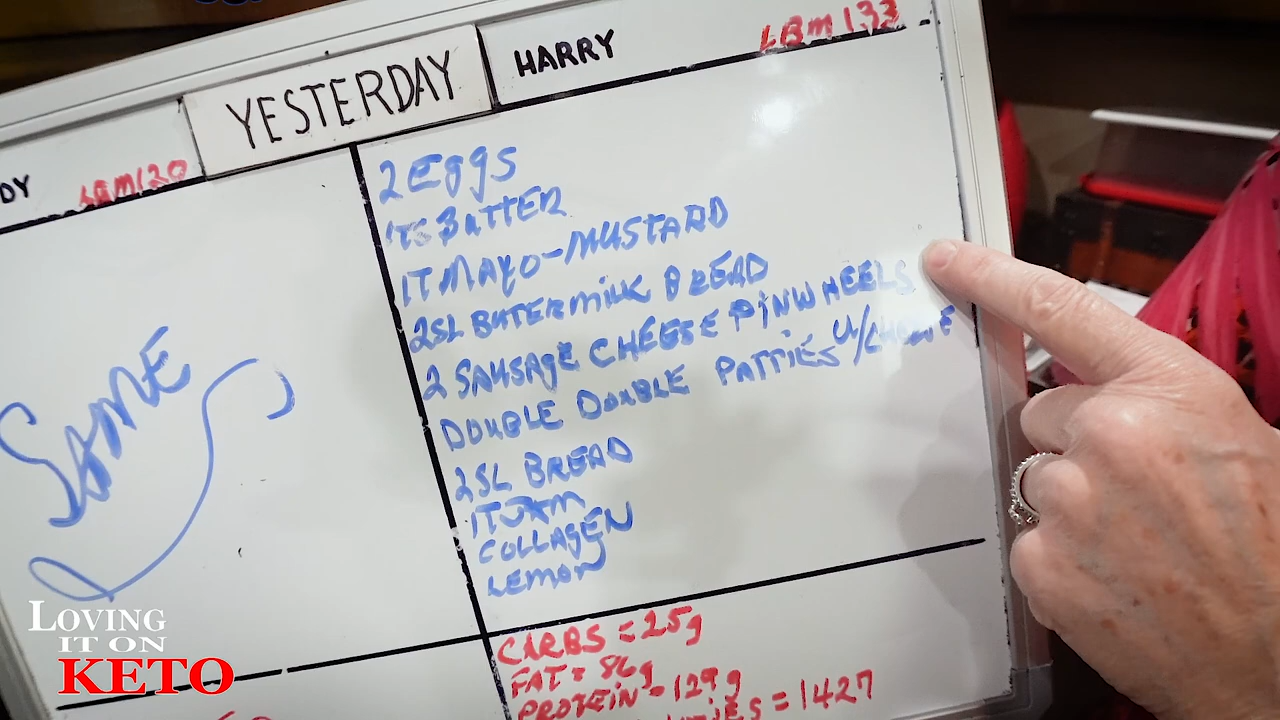 YESTERDAY
HARRY
LBM 133
DY
LBM 120
SAME
2 Eggs
1TS BUTTER
1T MAYO-MUSTARD
2SL BUTERMILK BREAD
2 SAUSAGE CHEESE PINWHEELS
DOUBLE DOUBLE PATTIES W/CHEESE
2SL BREAD
1T JAM
COLLAGEN
LEMON
CARBS = 25g
FAT = 86g
PROTEIN = 129g
= 1427
LOVING
IT ON
KETO